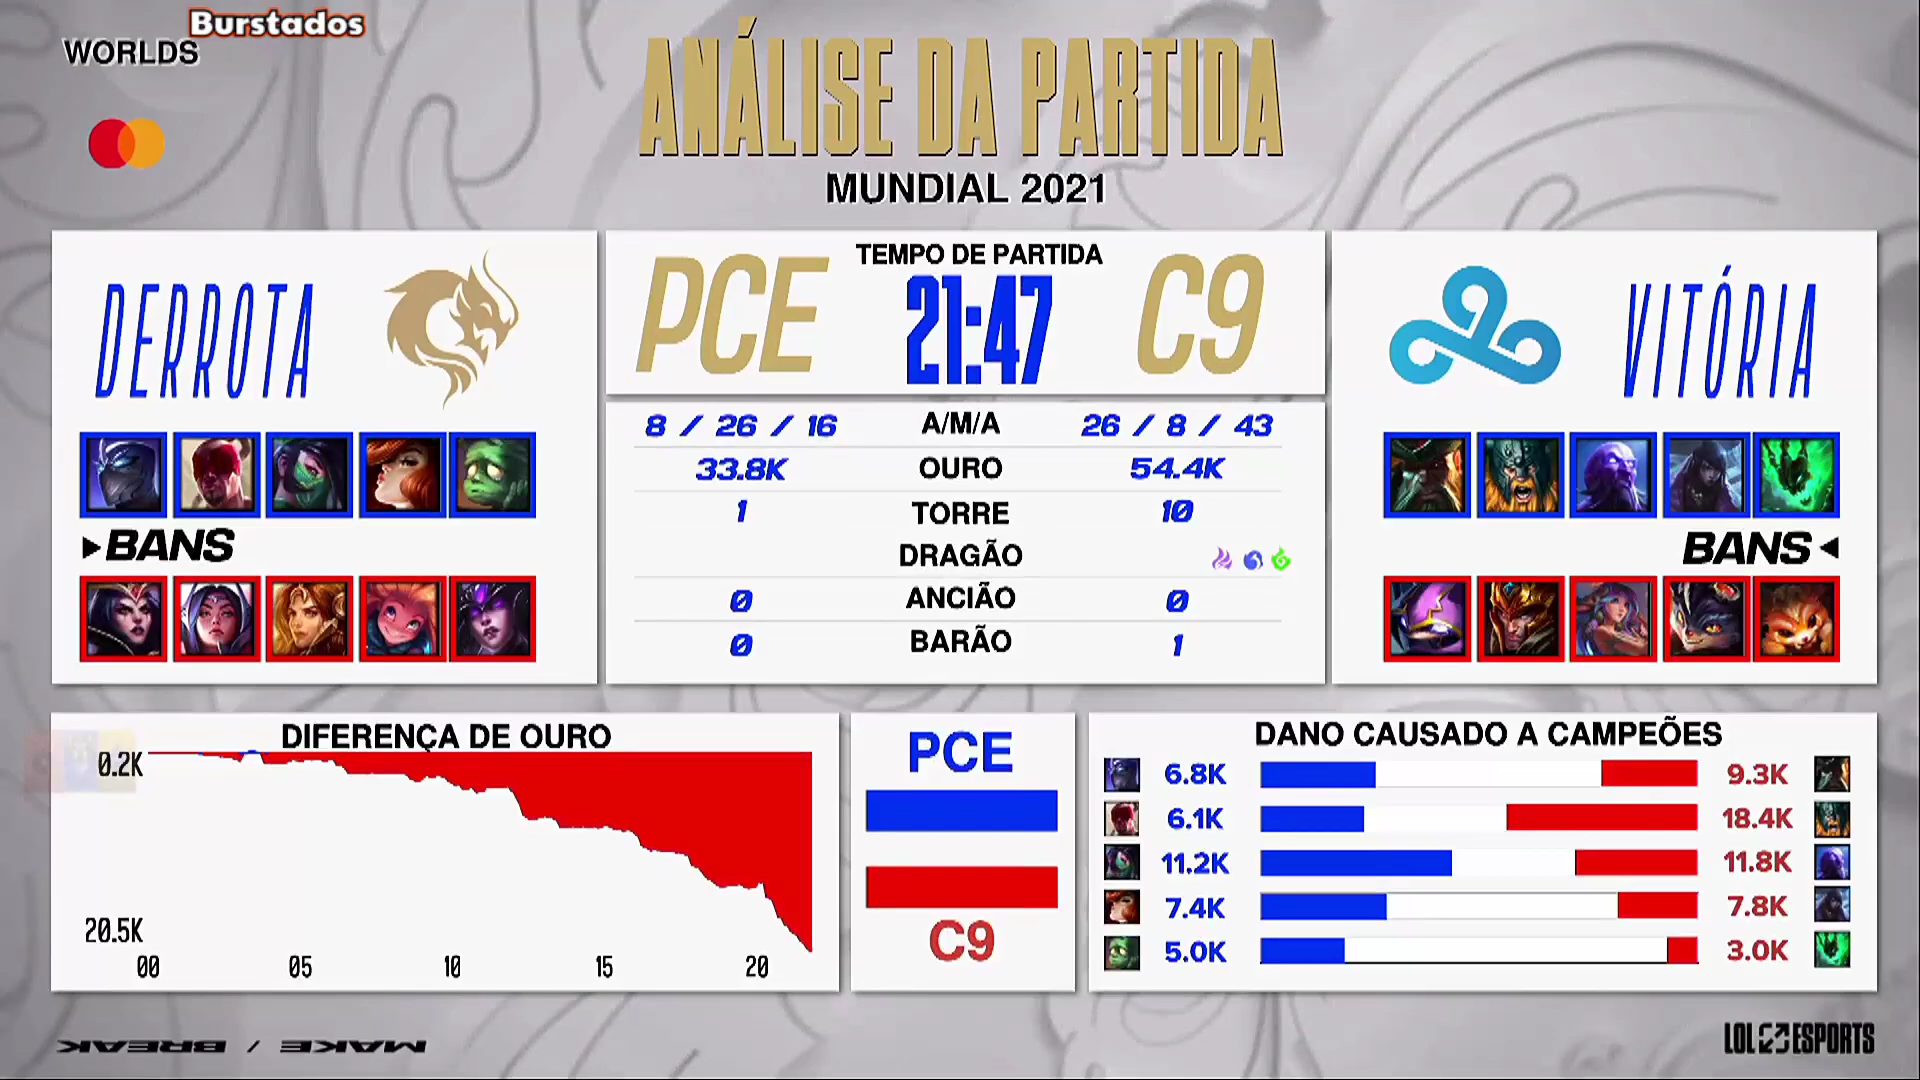 Burstados
WORLDS
ANÁLISE DA PARTIDA
MUNDIAL 2021
DERROTA
PCE
TEMPO DE PARTIDA
21:47
C9
VITÓRIA
8 / 26 / 16 A/M/A 26 / 8 / 43
33.8K OURO 54.4K
1 TORRE 10
DRAGÃO
0 ANCIÃO 0
0 BARÃO 1
BANS
BANS
DIFERENÇA DE OURO
0.2K
20.5K
00 05 10 15 20
PCE
C9
DANO CAUSADO A CAMPEÕES
6.8K 9.3K
6.1K 18.4K
11.2K 11.8K
7.4K 7.8K
5.0K 3.0K
MAKE / BREAK
LOL ESPORTS